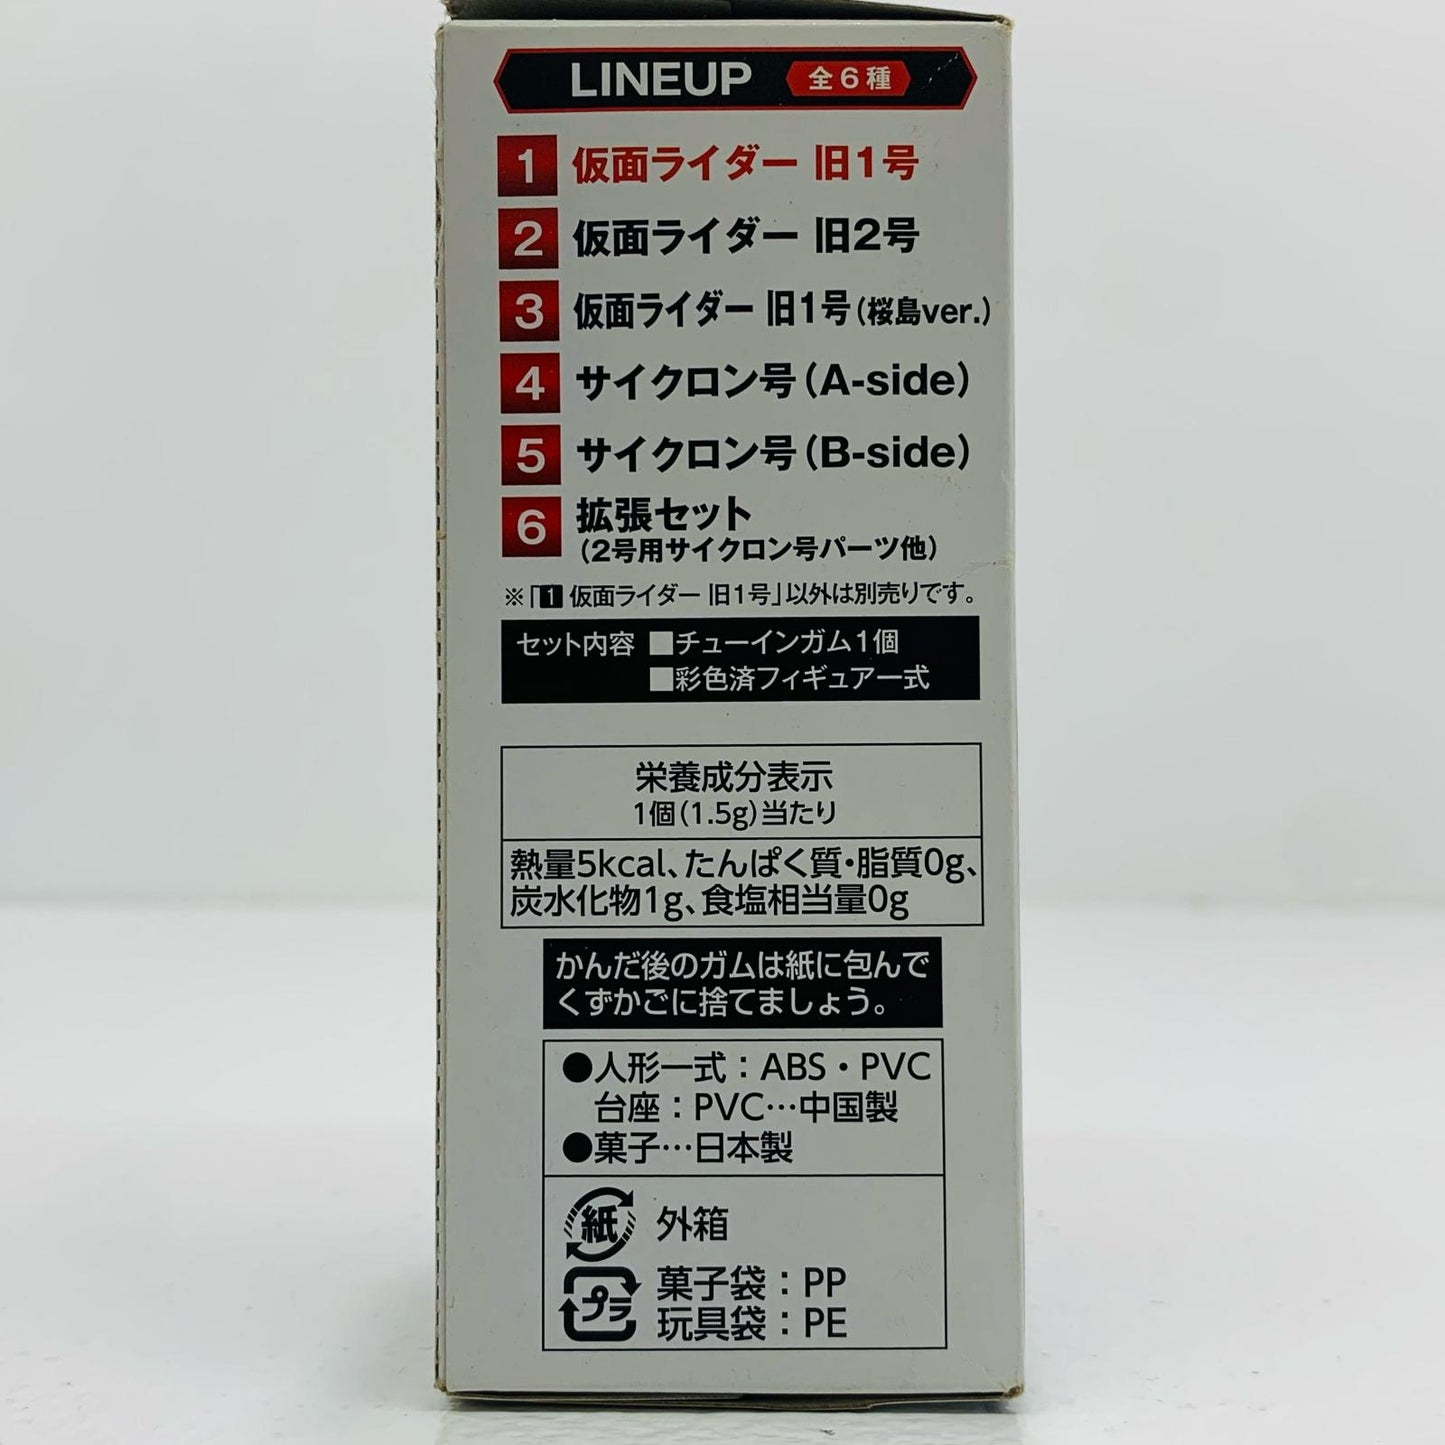 LINEUP 全6種
1 仮面ライダー 旧1号
2 仮面ライダー 旧2号
3 仮面ライダー 旧1号(桜島ver.)
4 サイクロン号(A-side)
5 サイクロン号(B-side)
6 拡張セット
(2号用サイクロン号パーツ他)
※「1 仮面ライダー 旧1号」以外は別売りです。
セット内容 ■チューインガム1個
■彩色済フィギュア一式
栄養成分表示
1個(1.5g)当たり
熱量5kcal、たんぱく質・脂質0g、
炭水化物1g、食塩相当量0g
かんだ後のガムは紙に包んで
くずかごに捨てましょう。
●人形一式：ABS・PVC
台座：PVC…中国製
●菓子…日本製
紙 外箱
プラ 菓子袋：PP
玩具袋：PE